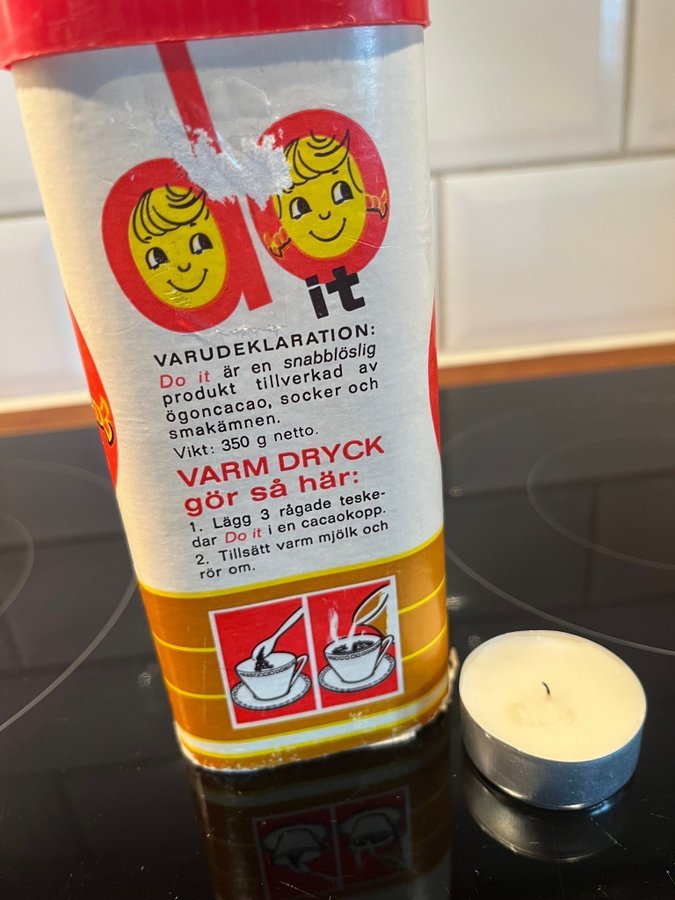 do
it
VARUDEKLARATION:
Do it är en snabblöslig
produkt tillverkad av
ögoncacao, socker och
smakämnen.
Vikt: 350 g netto.
VARM DRYCK
gör så här:
1. Lägg 3 rågade teske-
dar Do it i en cacaokopp.
2. Tillsätt varm mjölk och
rör om.